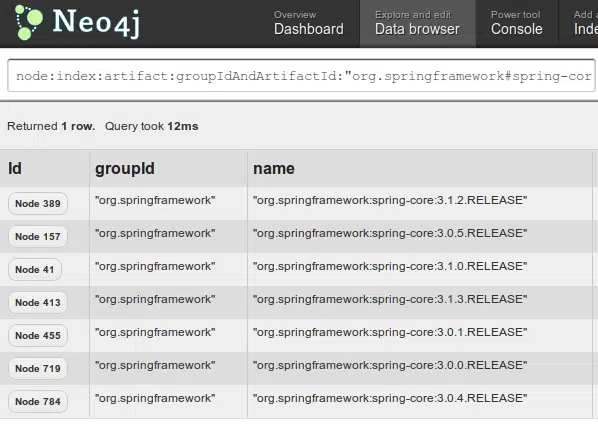 Neo4j
Overview
Dashboard
Explore and edit
Data browser
Power tool
Console
Add a
Inde
node:index:artifact:groupIdAndArtifactId:"org.springframework#spring-cor
Returned 1 row. Query took 12ms
Id groupId name
Node 389 "org.springframework" "org.springframework:spring-core:3.1.2.RELEASE"
Node 157 "org.springframework" "org.springframework:spring-core:3.0.5.RELEASE"
Node 41 "org.springframework" "org.springframework:spring-core:3.1.0.RELEASE"
Node 413 "org.springframework" "org.springframework:spring-core:3.1.3.RELEASE"
Node 455 "org.springframework" "org.springframework:spring-core:3.0.1.RELEASE"
Node 719 "org.springframework" "org.springframework:spring-core:3.0.0.RELEASE"
Node 784 "org.springframework" "org.springframework:spring-core:3.0.4.RELEASE"